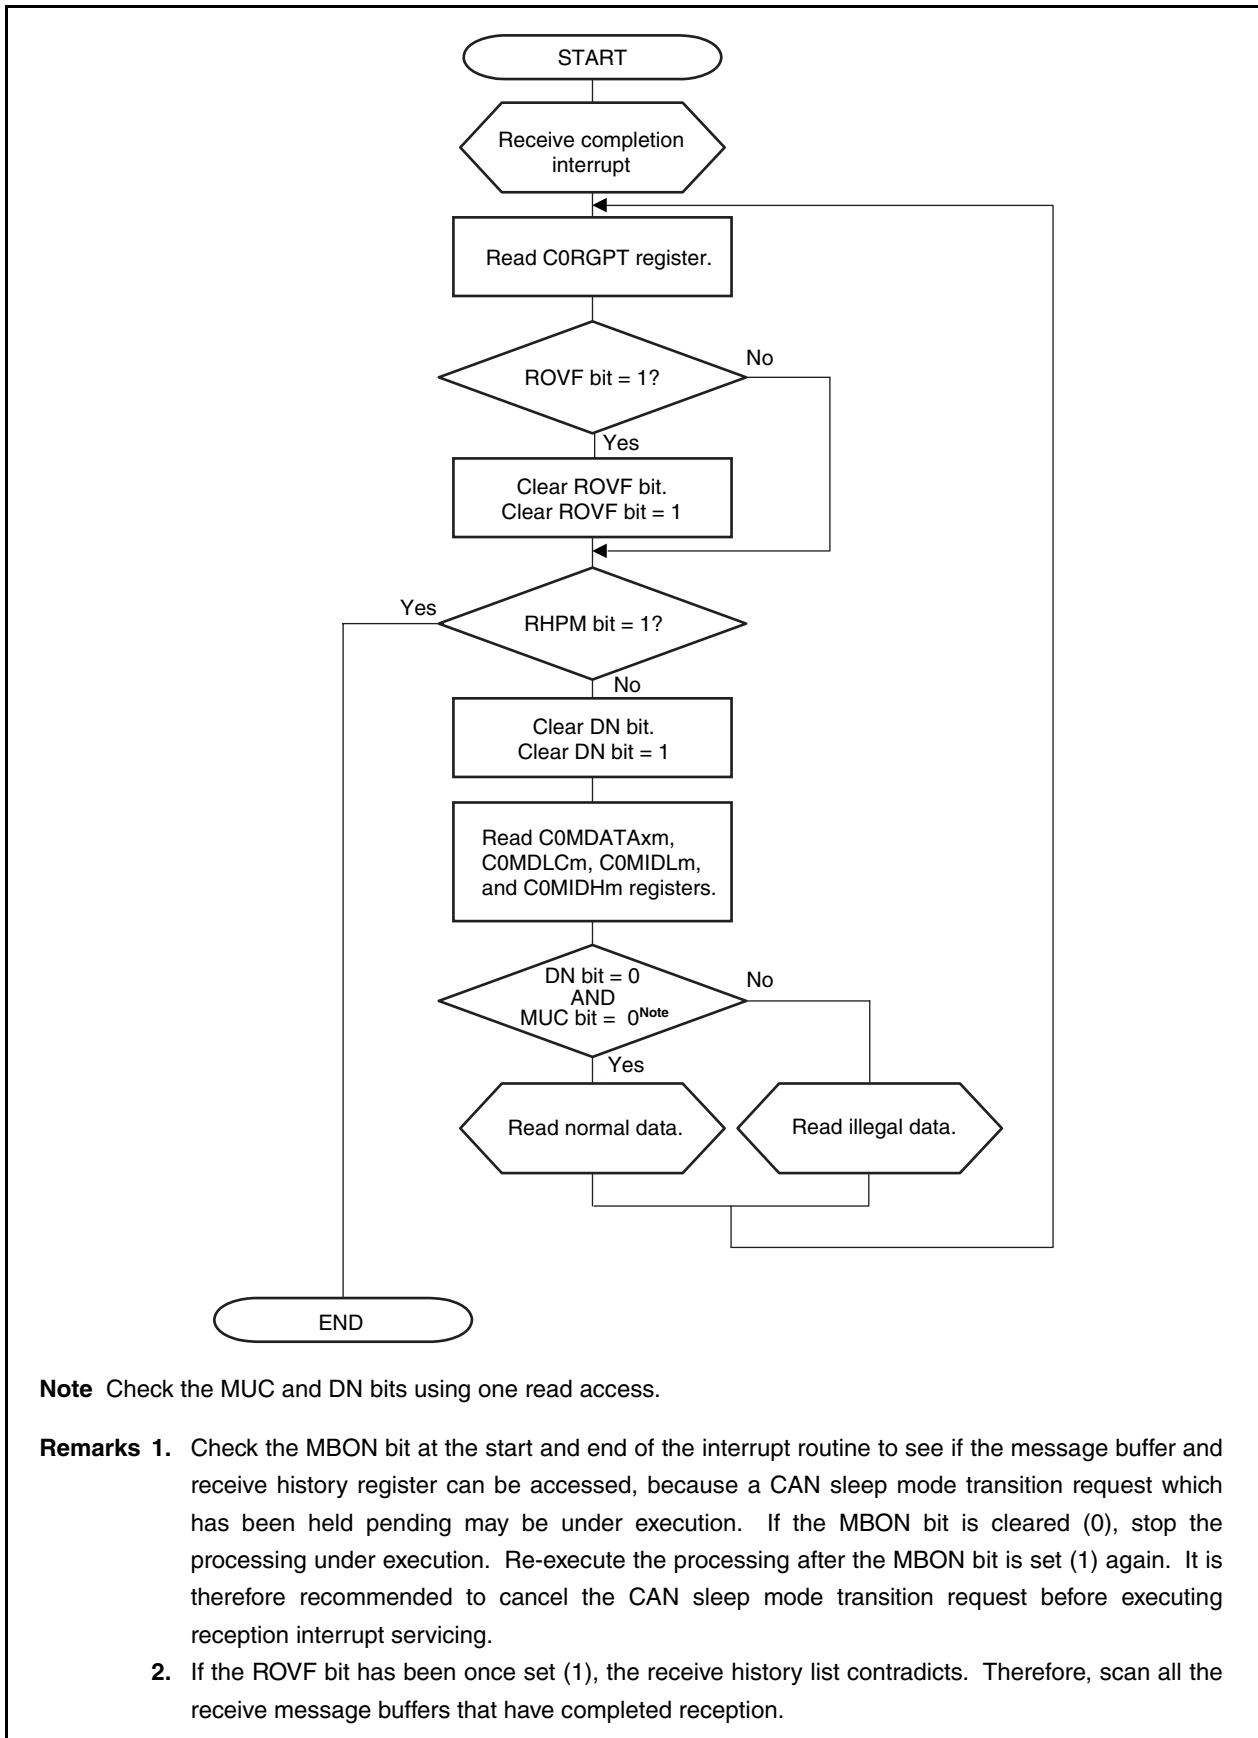 START
Receive completion
interrupt
Read C0RGPT register.
ROVF bit = 1?
No
Yes
Clear ROVF bit.
Clear ROVF bit = 1
Yes
RHPM bit = 1?
No
Clear DN bit.
Clear DN bit = 1
Read C0MDATAxm,
C0MDLCm, C0MIDLm,
and C0MIDHm registers.
DN bit = 0
AND
MUC bit = 0Note
No
Yes
Read normal data.
Read illegal data.
END
Note Check the MUC and DN bits using one read access.
Remarks 1. Check the MBON bit at the start and end of the interrupt routine to see if the message buffer and
receive history register can be accessed, because a CAN sleep mode transition request which
has been held pending may be under execution. If the MBON bit is cleared (0), stop the
processing under execution. Re-execute the processing after the MBON bit is set (1) again. It is
therefore recommended to cancel the CAN sleep mode transition request before executing
reception interrupt servicing.
2. If the ROVF bit has been once set (1), the receive history list contradicts. Therefore, scan all the
receive message buffers that have completed reception.